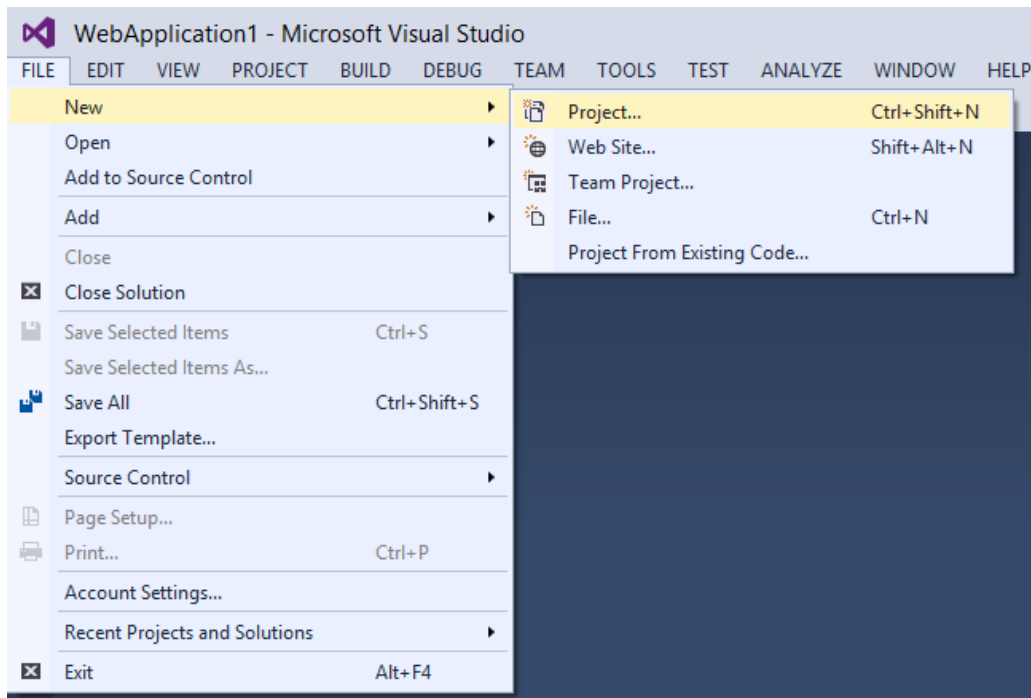 WebApplication1 - Microsoft Visual Studio
FILE EDIT VIEW PROJECT BUILD DEBUG TEAM TOOLS TEST ANALYZE WINDOW HELP
New
Open
Add to Source Control
Add
Close
Close Solution
Save Selected Items Ctrl+S
Save Selected Items As...
Save All Ctrl+Shift+S
Export Template...
Source Control
Page Setup...
Print... Ctrl+P
Account Settings...
Recent Projects and Solutions
Exit Alt+F4
Project... Ctrl+Shift+N
Web Site... Shift+Alt+N
Team Project...
File... Ctrl+N
Project From Existing Code...